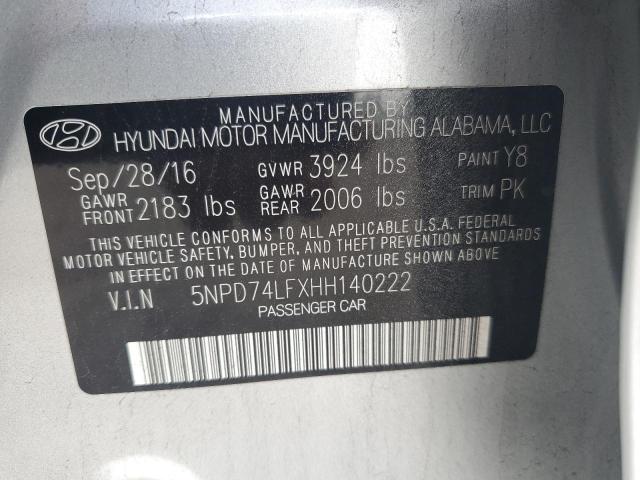 MANUFACTURED BY
HYUNDAI MOTOR MANUFACTURING ALABAMA, LLC
Sep/28/16 GVWR 3924 lbs PAINT Y8
GAWR FRONT 2183 lbs GAWR REAR 2006 lbs TRIM PK
THIS VEHICLE CONFORMS TO ALL APPLICABLE U.S.A. FEDERAL
MOTOR VEHICLE SAFETY, BUMPER, AND THEFT PREVENTION STANDARDS
IN EFFECT ON THE DATE OF MANUFACTURE SHOWN ABOVE.
V.I.N 5NPD74LFXHH140222
PASSENGER CAR